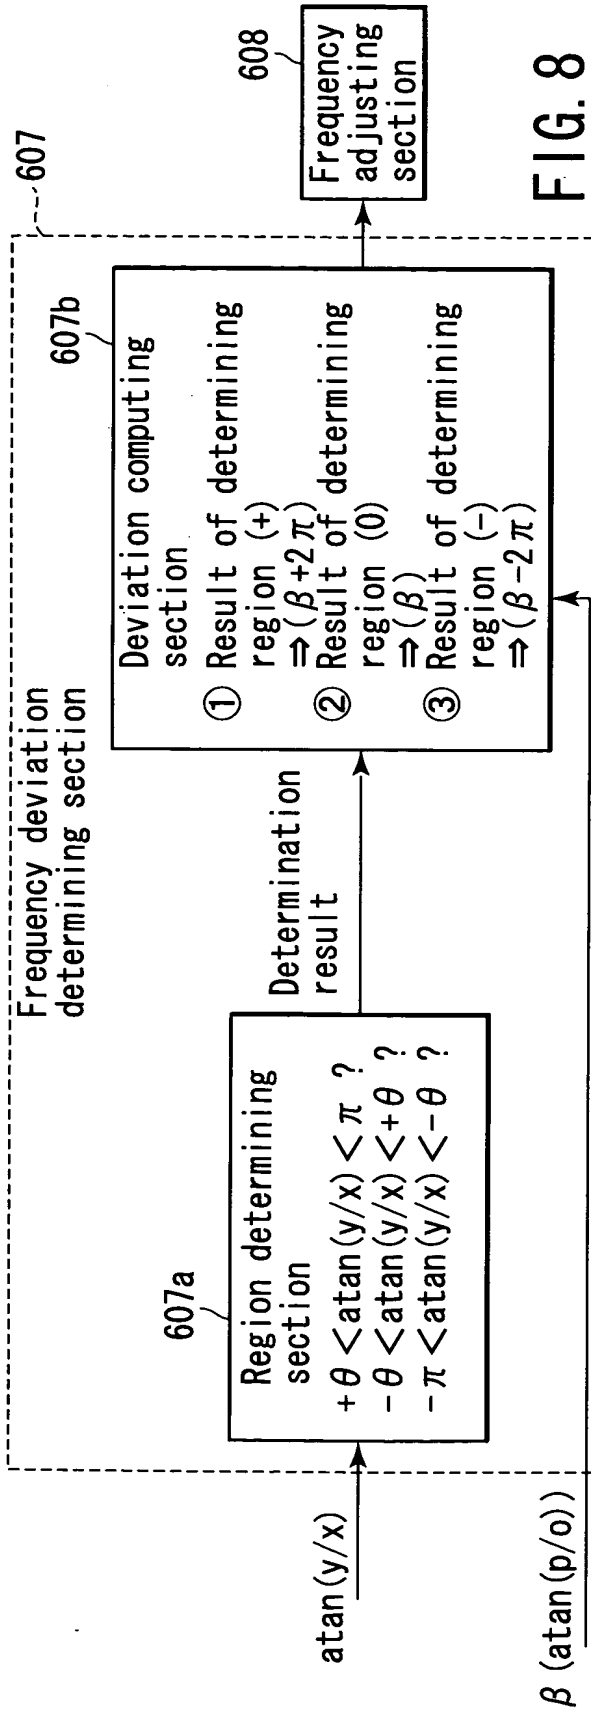 Frequency deviation
determining section
607
607a
Region determining
section
+θ<atan(y/x)<π ?
-θ<atan(y/x)<+θ ?
-π<atan(y/x)<-θ ?
atan(y/x)
β(atan(p/o))
Determination
result
607b
Deviation computing
section
① Result of determining
region (+)
⇒(β+2π)
② Result of determining
region (0)
⇒(β)
③ Result of determining
region (-)
⇒(β-2π)
608
Frequency
adjusting
section
FIG. 8